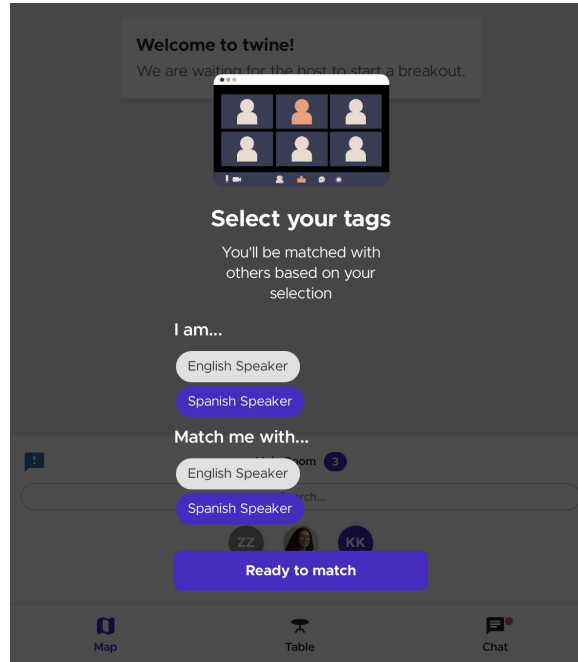 Welcome to twine!
We are waiting for the host to start a breakout.
Select your tags
You'll be matched with
others based on your
selection
I am...
English Speaker
Spanish Speaker
Match me with...
Room 3
English Speaker
Spanish Speaker
ZZ
KK
Ready to match
Map
Table
Chat